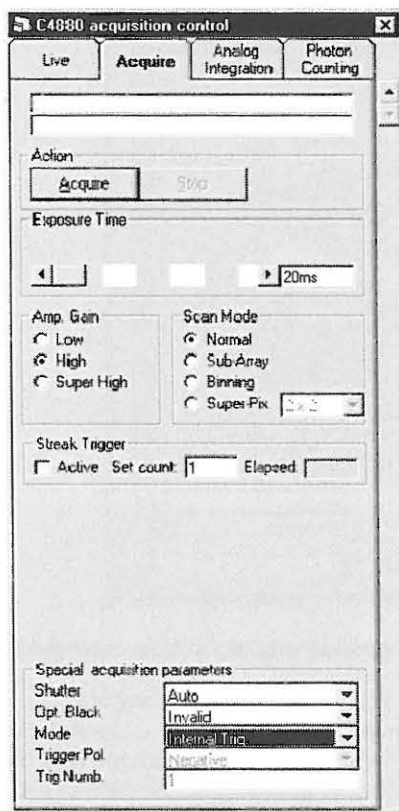 C4880 acquisition control
Live Acquire Analog Integration Photon Counting
Action
Acquire Stop
Exposure Time
20ms
Amp. Gain
Low
High
Super High
Scan Mode
Normal
Sub-Array
Binning
Super-Pix. 2 x 2
Streak Trigger
Active Set count: 1 Elapsed:
Special acquisition parameters
Shutter Auto
Opt. Black Invalid
Mode Internal Trig.
Trigger Pol. Negative
Trig Numb. 1